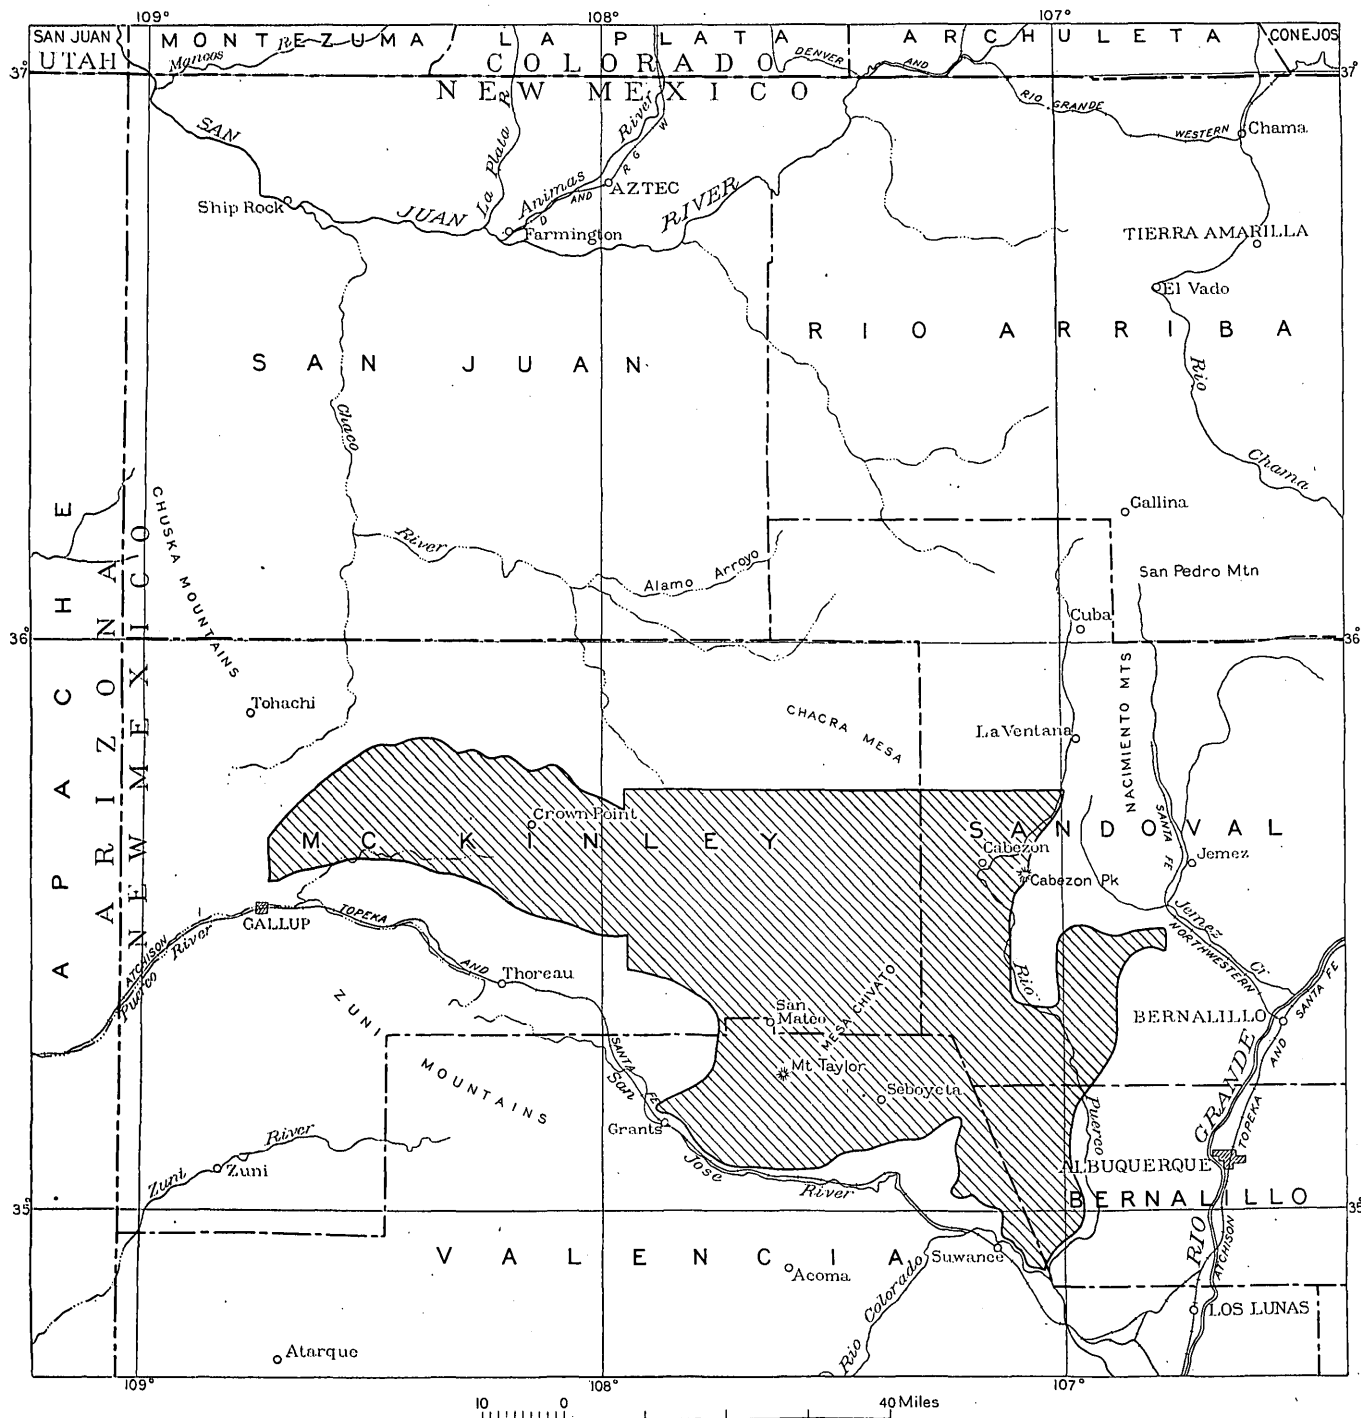 109° 108° 107°
SAN JUAN MONTEZUMA LA PLATA ARCHULETA CONEJOS
UTAH Mancos R COLORADO DENVER AND
37° 37°
NEW MEXICO
RIO GRANDE
WESTERN Chama
SAN
La Plata R
Animas River
D AND R G W
AZTEC
Ship Rock JUAN RIVER
Farmington
TIERRA AMARILLA
El Vado
RIO ARRIBA
SAN JUAN
Rio
Chaco
Chama
Gallina
CHUSKA MOUNTAINS
River
Alamo Arroyo
San Pedro Mtn
Cuba
36° 36°
APACHE
ARIZONA
NEW MEXICO
Tohachi
CHACRA MESA
La Ventana
NACIMIENTO MTS
SANTA FE
Crown Point
MC KINLEY SANDOVAL
Cabezon
Jemez
Cabezon Pk
GALLUP
TOPEKA
Jemez
NORTHWESTERN
Cr
ATCHISON
Puerco River
AND
Thoreau
Rio
SANTA FE
ZUNI
San
Mateo
MESA CHIVATO
BERNALILLO
AND
MOUNTAINS
SANTA FE
San
Mt Taylor
Seboyeta
GRANDE
Puerco
TOPEKA
Grants
River
Zuni
Zuni
Jose
River
ALBUQUERQUE
BERNALILLO
35° 35°
VALENCIA
Suwanee
RIO
ATCHISON
Acoma
Rio Colorado
LOS LUNAS
Atarque
109° 108° 107°
10 0 40 Miles